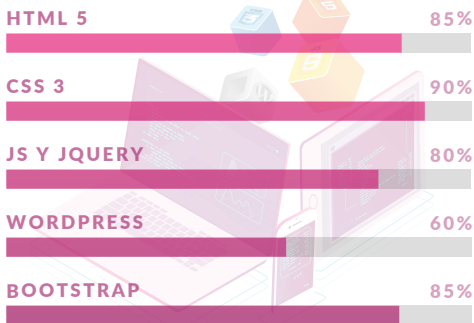 HTML 5 85%
CSS 3 90%
JS Y JQUERY 80%
WORDPRESS 60%
BOOTSTRAP 85%